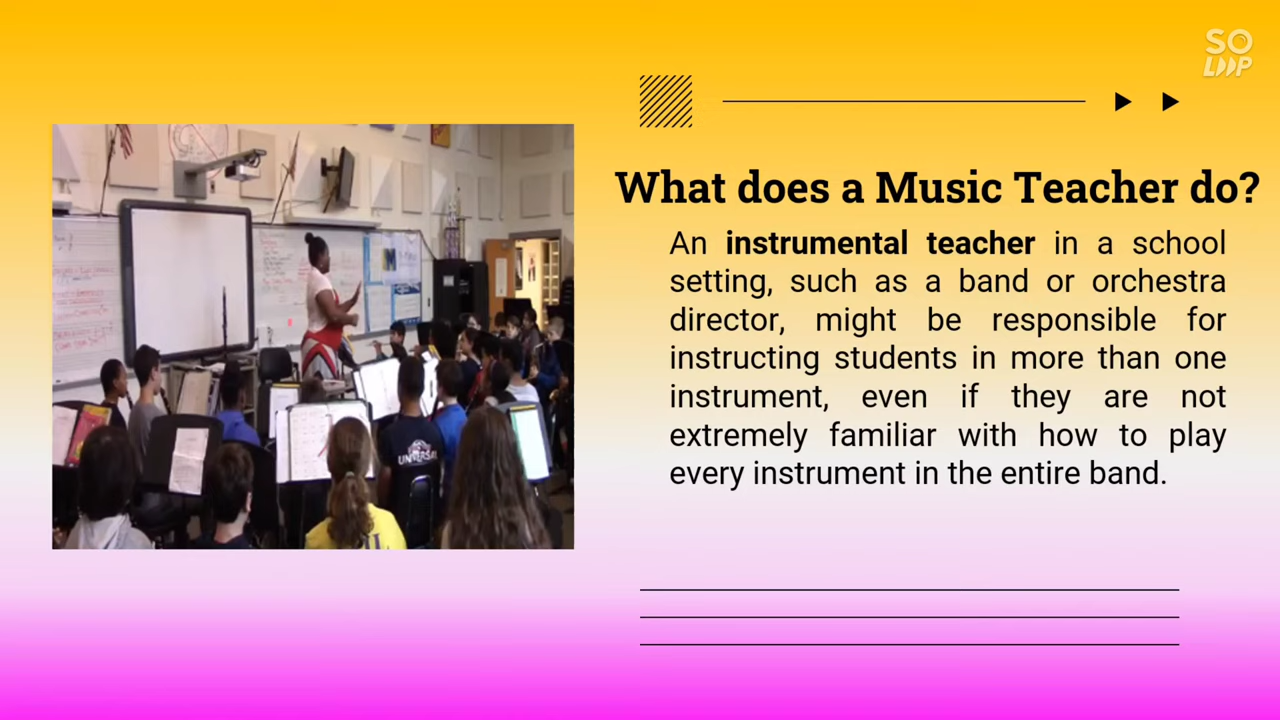 SO
LOOP
What does a Music Teacher do?
An instrumental teacher in a school
setting, such as a band or orchestra
director, might be responsible for
instructing students in more than one
instrument, even if they are not
extremely familiar with how to play
every instrument in the entire band.
UNIVERSAL